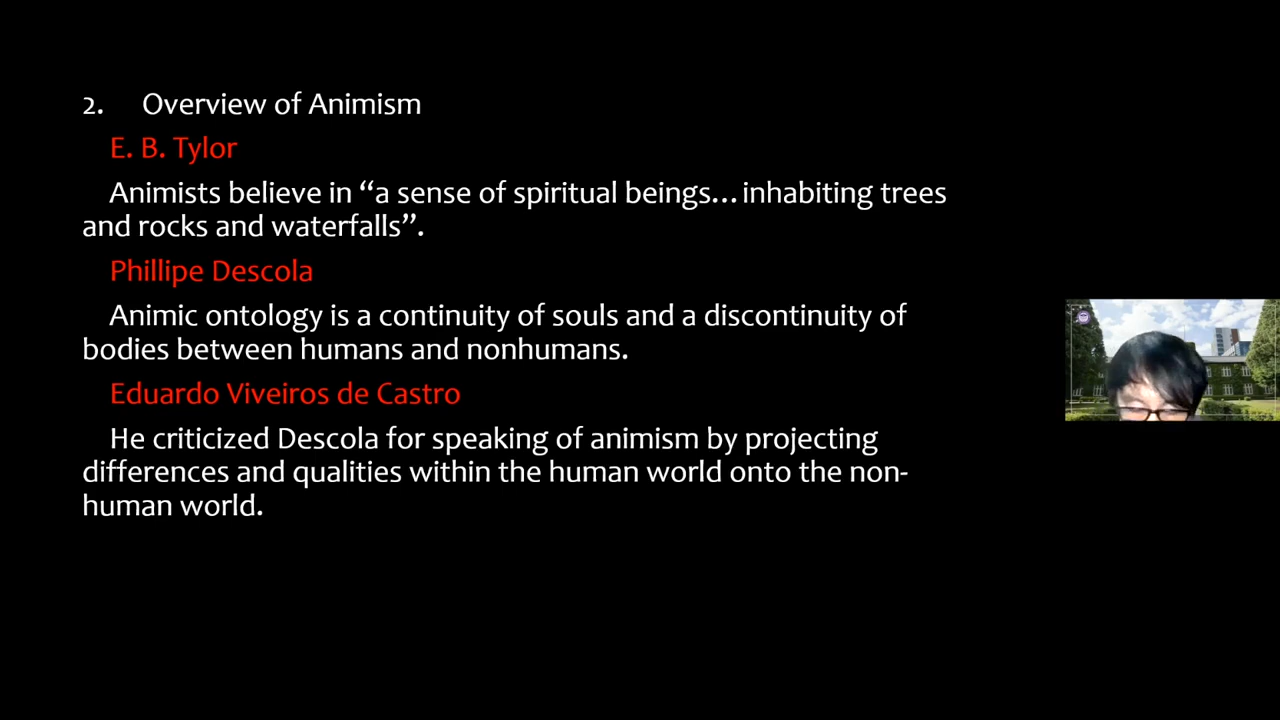 2. Overview of Animism
E. B. Tylor
Animists believe in “a sense of spiritual beings…inhabiting trees
and rocks and waterfalls”.
Phillipe Descola
Animic ontology is a continuity of souls and a discontinuity of
bodies between humans and nonhumans.
Eduardo Viveiros de Castro
He criticized Descola for speaking of animism by projecting
differences and qualities within the human world onto the non-
human world.